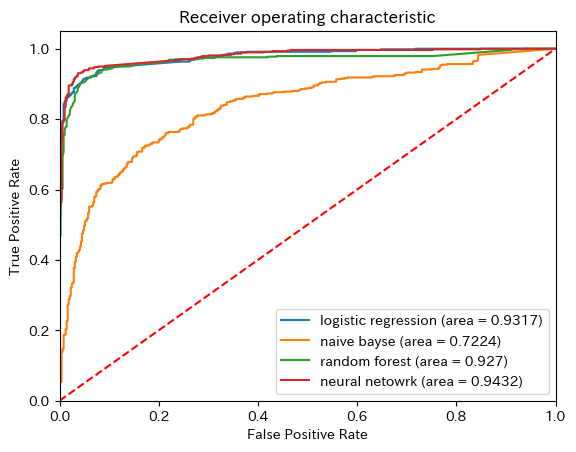 Receiver operating characteristic
1.0
0.8
0.6
0.4
0.2
0.0
True Positive Rate
logistic regression (area = 0.9317)
naive bayse (area = 0.7224)
random forest (area = 0.927)
neural netowrk (area = 0.9432)
0.0 0.2 0.4 0.6 0.8 1.0
False Positive Rate